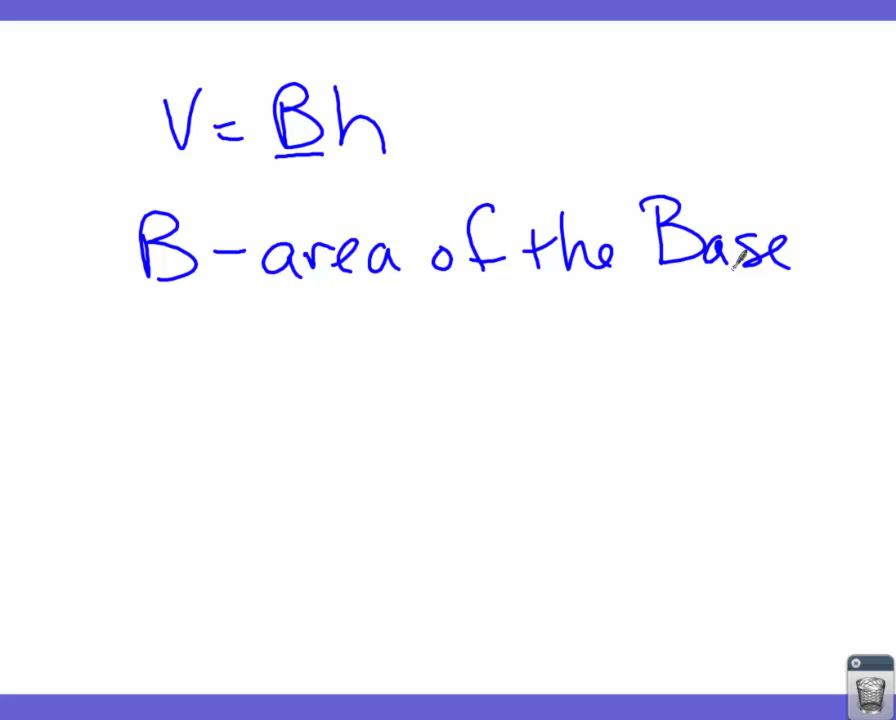 V = Bh
B - area of the Base